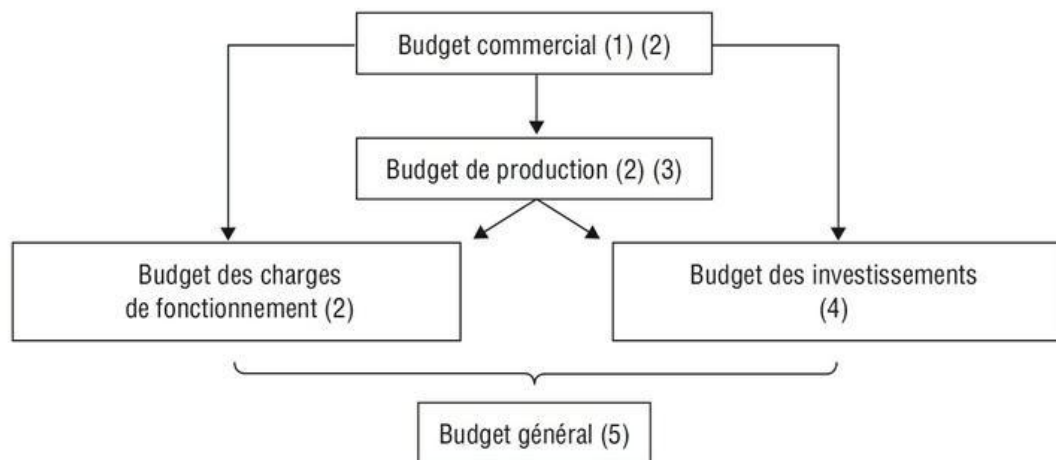 Budget commercial (1) (2)
Budget de production (2) (3)
Budget des charges
de fonctionnement (2)
Budget des investissements
(4)
Budget général (5)